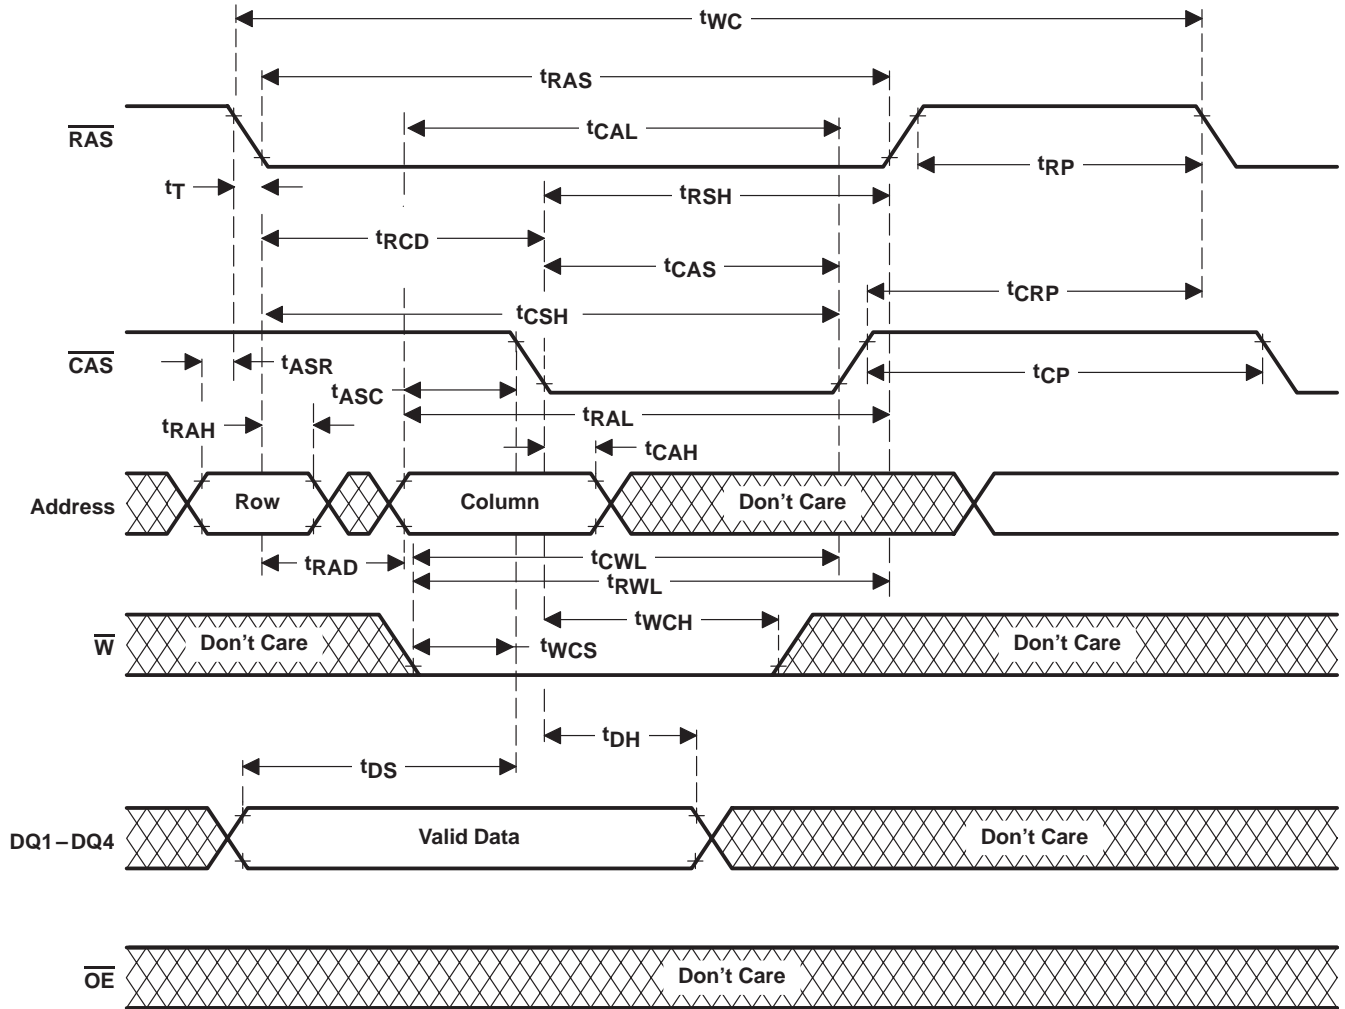 tWC
tRAS
RAS
tCAL
tT
tRP
tRSH
tRCD
tCAS
tCRP
tCSH
CAS
tASR
tCP
tASC
tRAL
tRAH
tCAH
Address
Row
Column
Don't Care
tCWL
tRAD
tRWL
tWCH
W
Don't Care
tWCS
Don't Care
tDH
tDS
DQ1–DQ4
Valid Data
Don't Care
OE
Don't Care